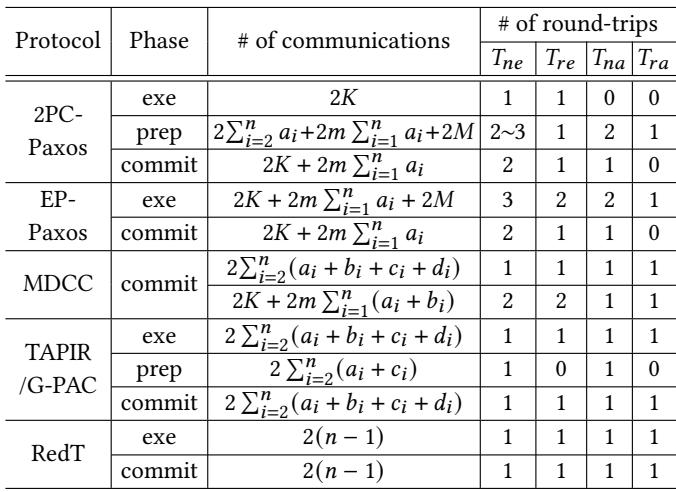 Protocol Phase # of communications # of round-trips
T_ne T_re T_na T_ra
2PC-Paxos exe 2K 1 1 0 0
prep 2∑_{i=2}^{n} a_i+2m ∑_{i=1}^{n} a_i+2M 2~3 1 2 1
commit 2K + 2m ∑_{i=1}^{n} a_i 2 1 1 0
EP-Paxos exe 2K + 2m ∑_{i=1}^{n} a_i + 2M 3 2 2 1
commit 2K + 2m ∑_{i=1}^{n} a_i 2 1 1 0
MDCC commit 2∑_{i=2}^{n}(a_i + b_i + c_i + d_i) 1 1 1 1
2K + 2m ∑_{i=1}^{n}(a_i + b_i) 2 2 1 1
TAPIR/G-PAC exe 2 ∑_{i=2}^{n}(a_i + b_i + c_i + d_i) 1 1 1 1
prep 2 ∑_{i=2}^{n}(a_i + c_i) 1 0 1 0
commit 2 ∑_{i=2}^{n}(a_i + b_i + c_i + d_i) 1 1 1 1
RedT exe 2(n − 1) 1 1 1 1
commit 2(n − 1) 1 1 1 1